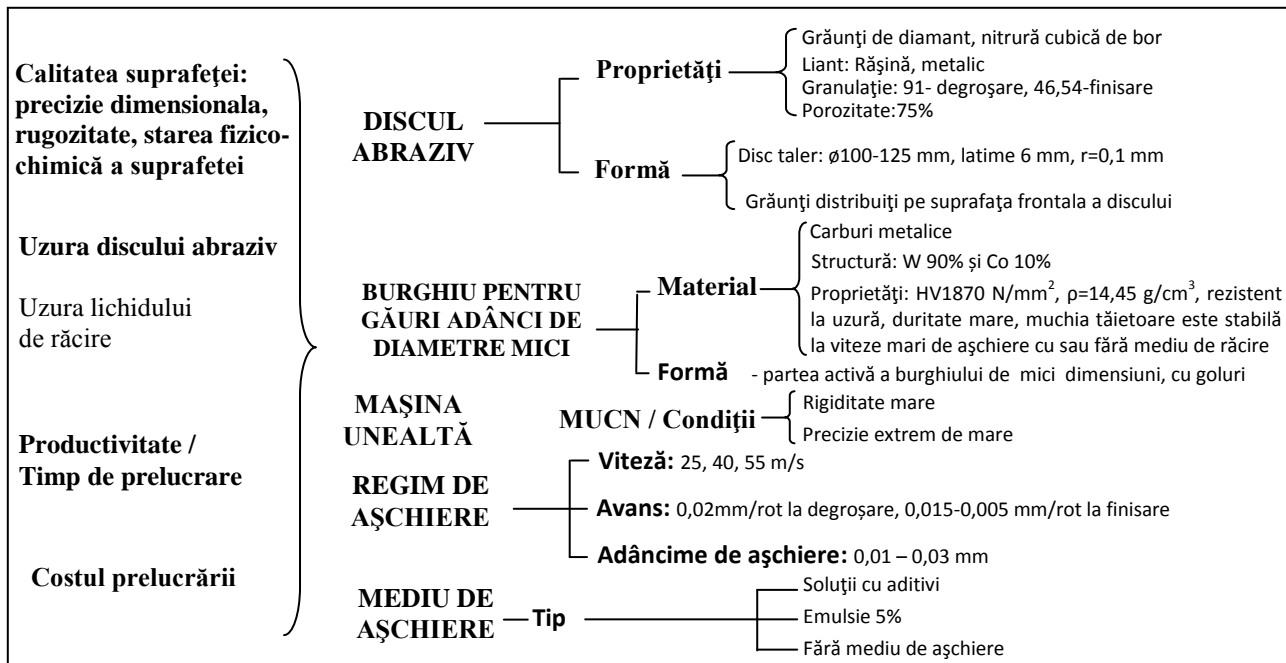 Calitatea suprafeţei:
precizie dimensionala,
rugozitate, starea fizico-
chimică a suprafetei
Uzura discului abraziv
Uzura lichidului
de răcire
Productivitate /
Timp de prelucrare
Costul prelucrării
DISCUL
ABRAZIV
Proprietăţi
Grăunţi de diamant, nitrură cubică de bor
Liant: Răşină, metalic
Granulaţie: 91- degroşare, 46,54-finisare
Porozitate:75%
Formă
Disc taler: ø100-125 mm, latime 6 mm, r=0,1 mm
Grăunţi distribuiţi pe suprafaţa frontala a discului
BURGHIU PENTRU
GĂURI ADÂNCI DE
DIAMETRE MICI
Material
Carburi metalice
Structură: W 90% și Co 10%
Proprietăţi: HV1870 N/mm², ρ=14,45 g/cm³, rezistent
la uzură, duritate mare, muchia tăietoare este stabilă
la viteze mari de aşchiere cu sau fără mediu de răcire
Formă
- partea activă a burghiului de mici dimensiuni, cu goluri
MAŞINA
UNEALTĂ
MUCN / Condiţii
Rigiditate mare
Precizie extrem de mare
REGIM DE
AŞCHIERE
Viteză: 25, 40, 55 m/s
Avans: 0,02mm/rot la degroșare, 0,015-0,005 mm/rot la finisare
Adâncime de aşchiere: 0,01 – 0,03 mm
MEDIU DE
AŞCHIERE
Tip
Soluţii cu aditivi
Emulsie 5%
Fără mediu de aşchiere